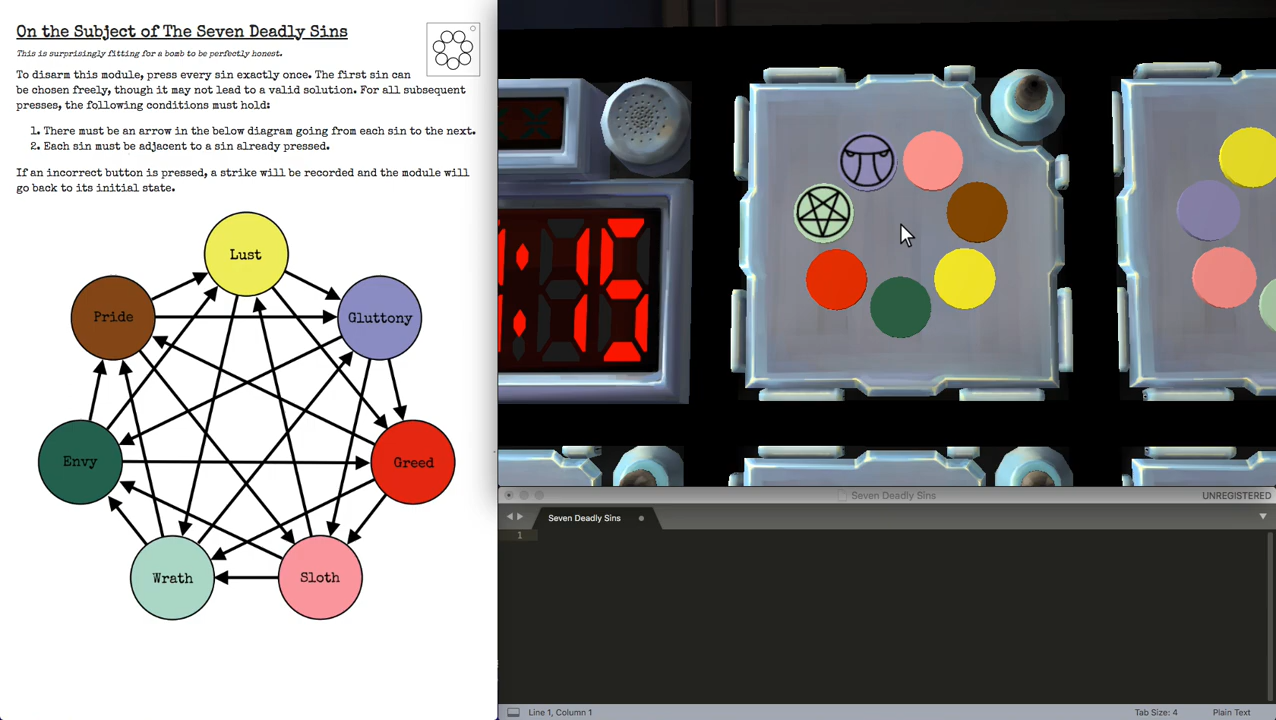 On the Subject of The Seven Deadly Sins
This is surprisingly fitting for a bomb to be perfectly honest.
To disarm this module, press every sin exactly once. The first sin can
be chosen freely, though it may not lead to a valid solution. For all subsequent
presses, the following conditions must hold:
1. There must be an arrow in the below diagram going from each sin to the next.
2. Each sin must be adjacent to a sin already pressed.
If an incorrect button is pressed, a strike will be recorded and the module will
go back to its initial state.
Lust
Pride
Gluttony
Envy
Greed
Wrath
Sloth
:15
Seven Deadly Sins
UNREGISTERED
Seven Deadly Sins
1
Line 1, Column 1
Tab Size: 4
Plain Text